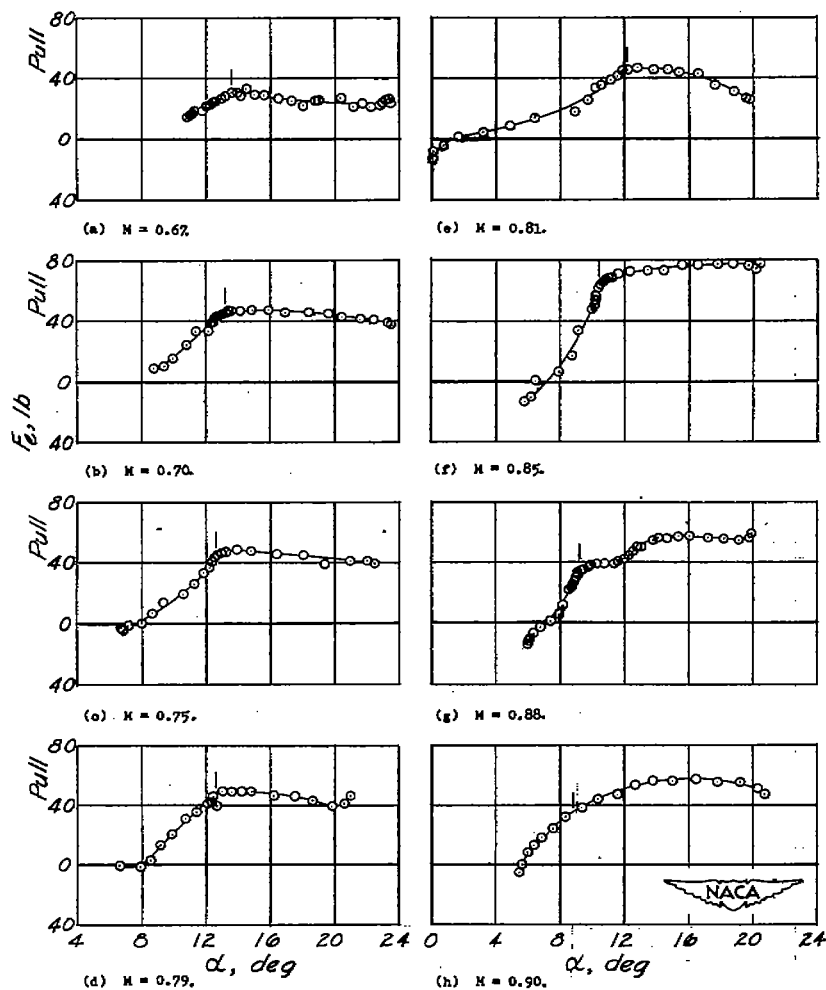 Pull
80
40
0
40
(a) M = 0.67.
(e) M = 0.81.
Pull
80
40
0
40
Fe, lb
(b) M = 0.70.
(f) M = 0.85.
Pull
80
40
0
40
(c) M = 0.75.
(g) M = 0.88.
Pull
80
40
0
40
NACA
4 8 12 16 20 24
0 4 8 12 16 20 24
α, deg
α, deg
(d) M = 0.79.
(h) M = 0.90.